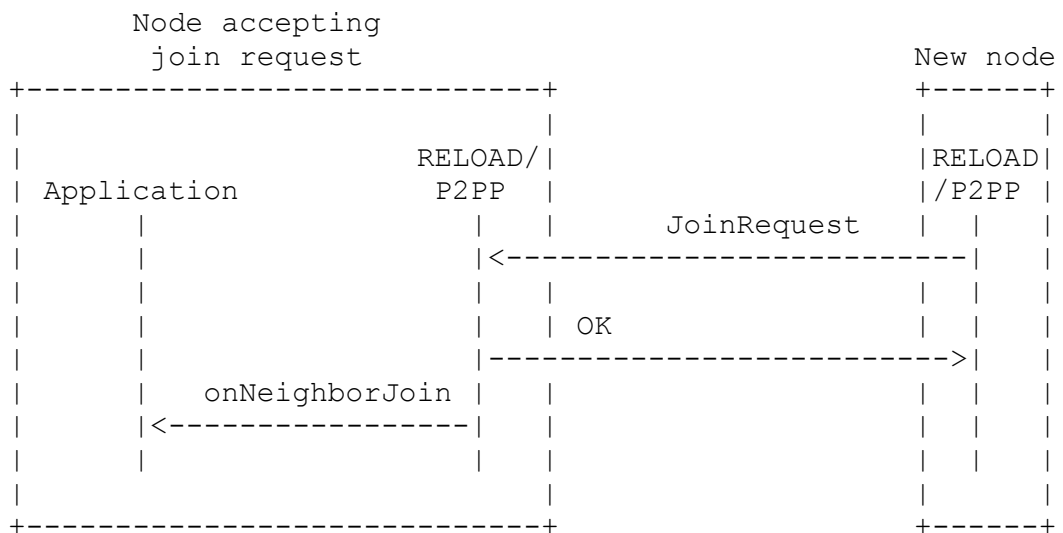 Node accepting
join request New node
RELOAD/ RELOAD
Application P2PP /P2PP
JoinRequest
OK
onNeighborJoin